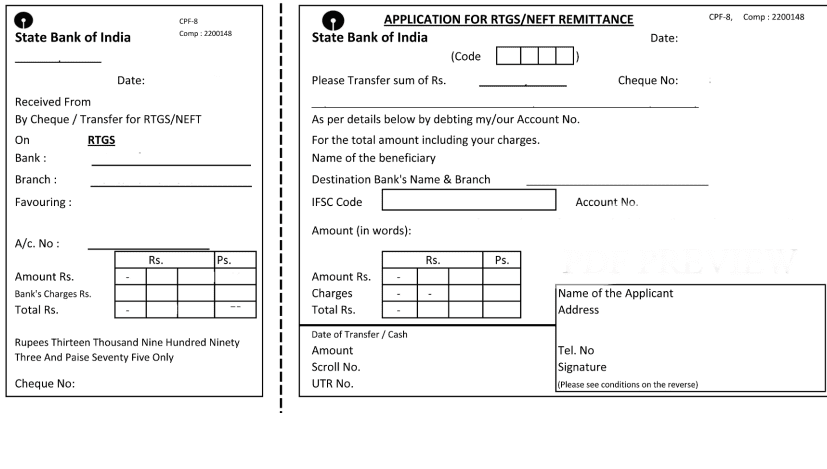 CPF-8
Comp : 2200148
State Bank of India
Date:
Received From
By Cheque / Transfer for RTGS/NEFT
On RTGS
Bank :
Branch :
Favouring :
A/c. No :
Rs. Ps.
Amount Rs. -
Bank's Charges Rs.
Total Rs. - --
Rupees Thirteen Thousand Nine Hundred Ninety
Three And Paise Seventy Five Only
Cheque No:
APPLICATION FOR RTGS/NEFT REMITTANCE
CPF-8, Comp : 2200148
State Bank of India
Date:
(Code )
Please Transfer sum of Rs. Cheque No:
As per details below by debting my/our Account No.
For the total amount including your charges.
Name of the beneficiary
Destination Bank's Name & Branch
IFSC Code Account No.
Amount (in words):
PDF PREVIEW
Rs. Ps.
Amount Rs. -
Charges - -
Total Rs. -
Name of the Applicant
Address
Date of Transfer / Cash
Amount
Scroll No.
UTR No.
Tel. No
Signature
(Please see conditions on the reverse)